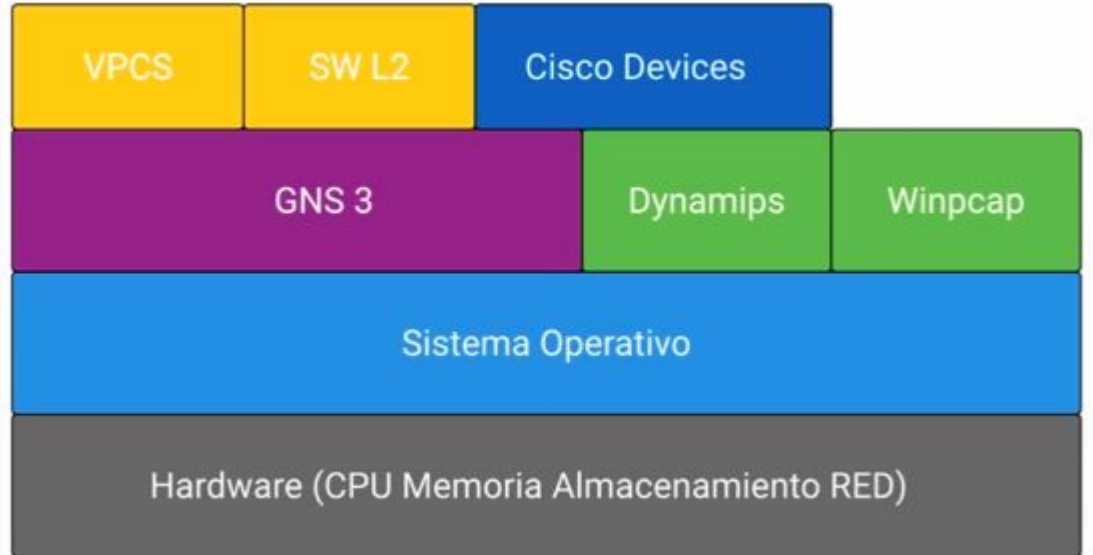 VPCS
SW L2
Cisco Devices
GNS 3
Dynamips
Winpcap
Sistema Operativo
Hardware (CPU Memoria Almacenamiento RED)